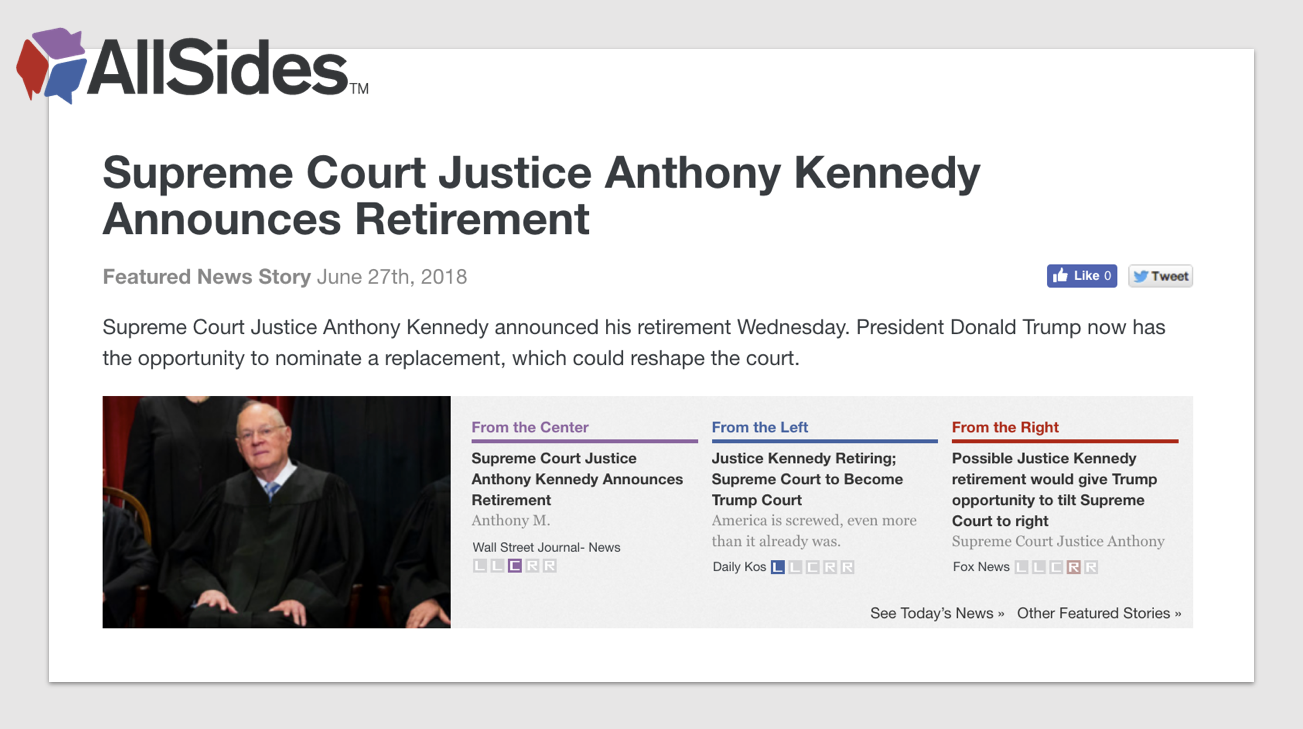 AllSides™
Supreme Court Justice Anthony Kennedy
Announces Retirement
Featured News Story June 27th, 2018
Like 0
Tweet
Supreme Court Justice Anthony Kennedy announced his retirement Wednesday. President Donald Trump now has
the opportunity to nominate a replacement, which could reshape the court.
From the Center
Supreme Court Justice
Anthony Kennedy Announces
Retirement
Anthony M.
Wall Street Journal- News
L L C R R
From the Left
Justice Kennedy Retiring;
Supreme Court to Become
Trump Court
America is screwed, even more
than it already was.
Daily Kos L L C R R
From the Right
Possible Justice Kennedy
retirement would give Trump
opportunity to tilt Supreme
Court to right
Supreme Court Justice Anthony
Fox News L L C R R
See Today's News » Other Featured Stories »